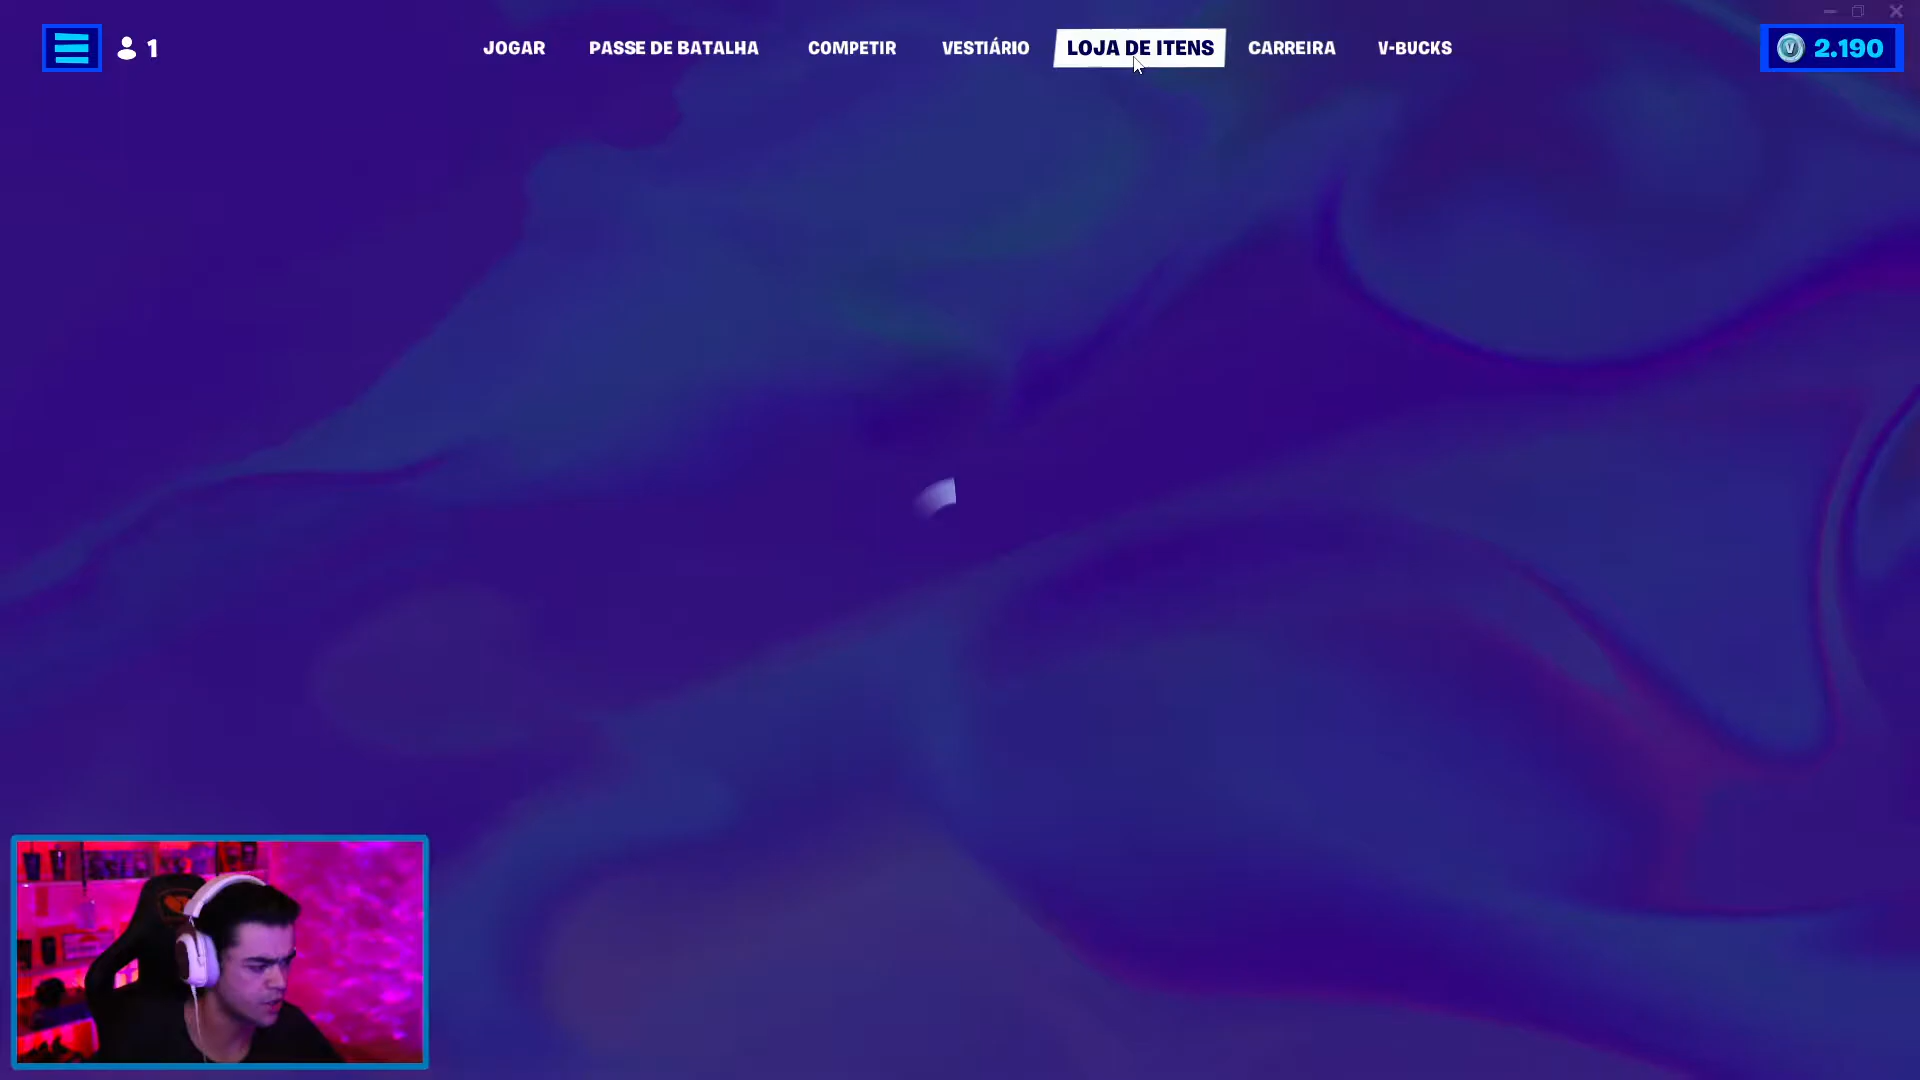 1
JOGAR PASSE DE BATALHA COMPETIR VESTIÁRIO LOJA DE ITENS CARREIRA V-BUCKS
2.190